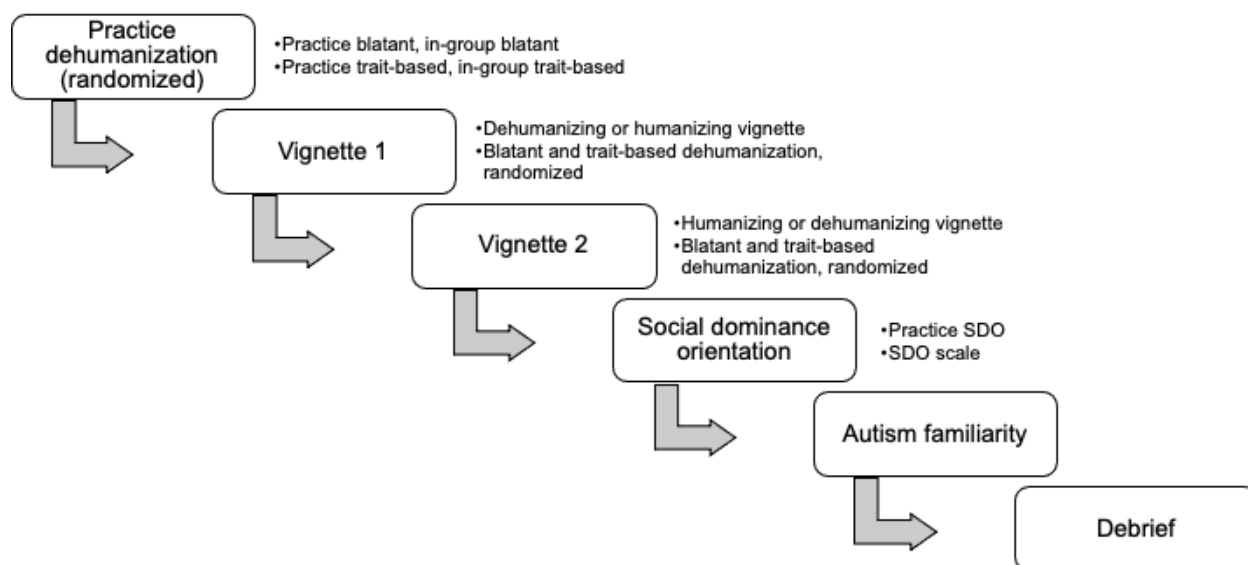 Practice
dehumanization
(randomized)
•Practice blatant, in-group blatant
•Practice trait-based, in-group trait-based
Vignette 1
•Dehumanizing or humanizing vignette
•Blatant and trait-based dehumanization,
randomized
Vignette 2
•Humanizing or dehumanizing vignette
•Blatant and trait-based
dehumanization, randomized
Social dominance
orientation
•Practice SDO
•SDO scale
Autism familiarity
Debrief